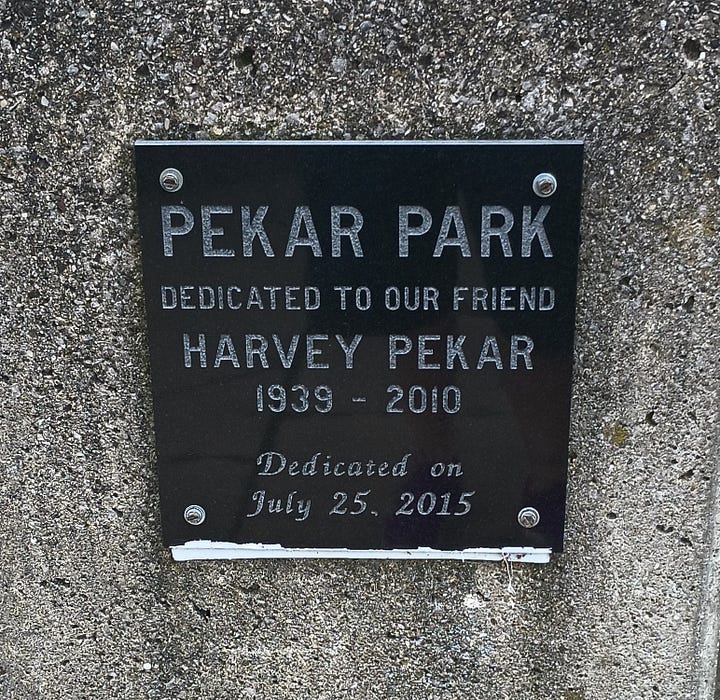 PEKAR PARK
DEDICATED TO OUR FRIEND
HARVEY PEKAR
1939 - 2010
Dedicated on
July 25, 2015